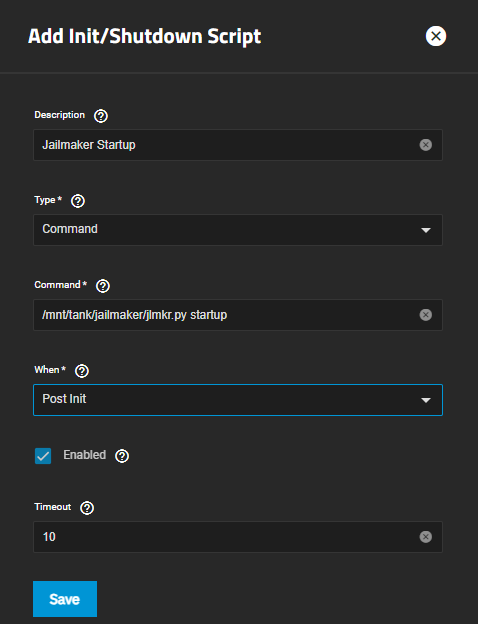 Add Init/Shutdown Script
Description
Jailmaker Startup
Type *
Command
Command *
/mnt/tank/jailmaker/jlmkr.py startup
When *
Post Init
Enabled
Timeout
10
Save